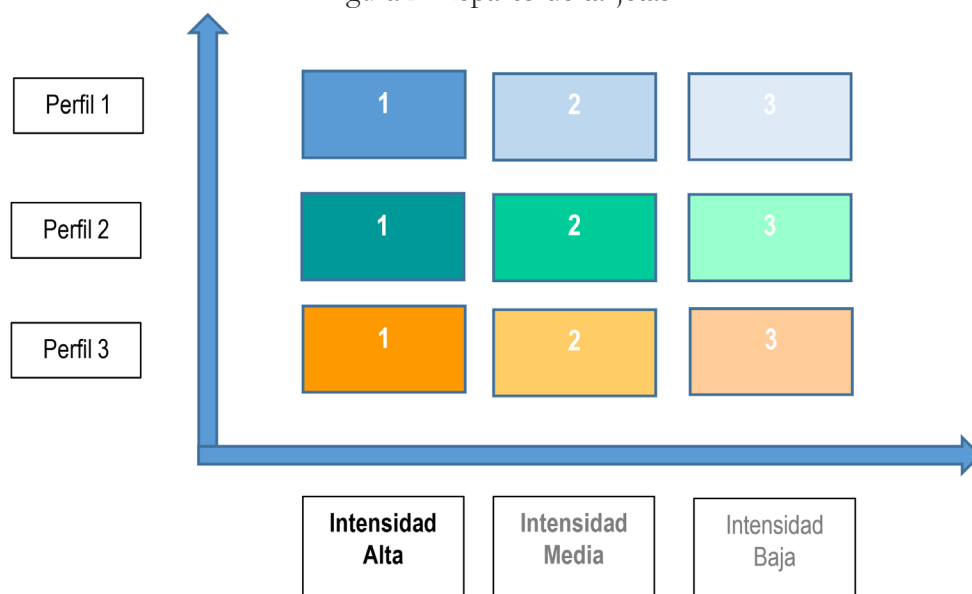 Perfil 1
1
2
3
Perfil 2
1
2
3
Perfil 3
1
2
3
Intensidad
Alta
Intensidad
Media
Intensidad
Baja